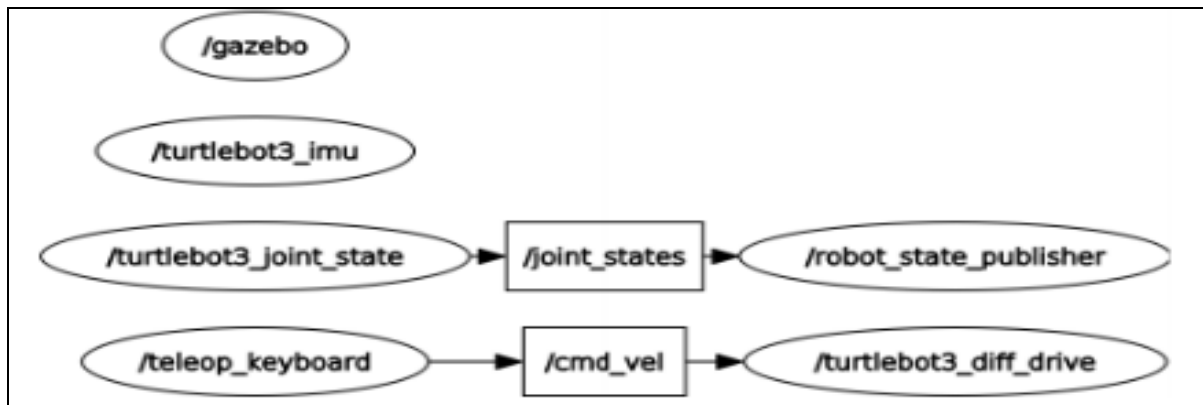 /gazebo
/turtlebot3_imu
/turtlebot3_joint_state /joint_states /robot_state_publisher
/teleop_keyboard /cmd_vel /turtlebot3_diff_drive